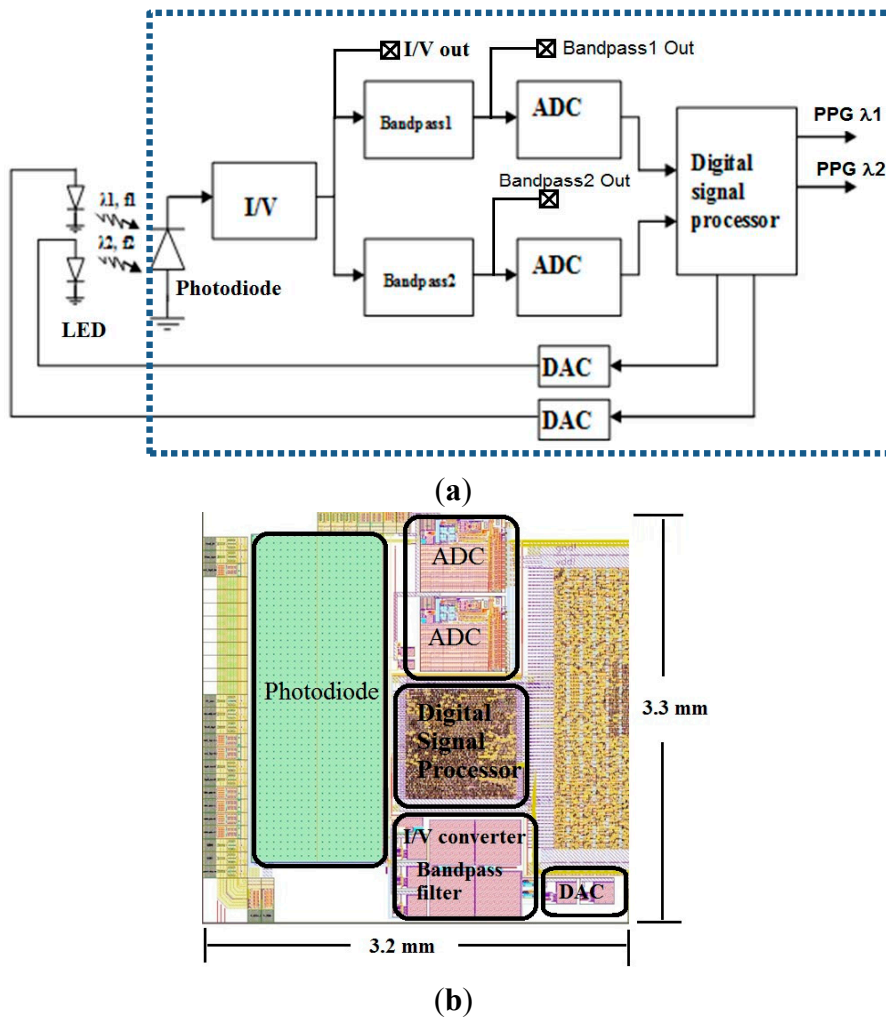 I/V out
Bandpass1 Out
Bandpass1
ADC
PPG λ1
PPG λ2
Digital
signal
processor
λ1, f1
λ2, f2
I/V
Bandpass2 Out
Photodiode
Bandpass2
ADC
LED
DAC
DAC
(a)
ADC
ADC
gnd!
vdd!
Photodiode
Digital
Signal
Processor
3.3 mm
I/V converter
Bandpass
filter
DAC
3.2 mm
(b)